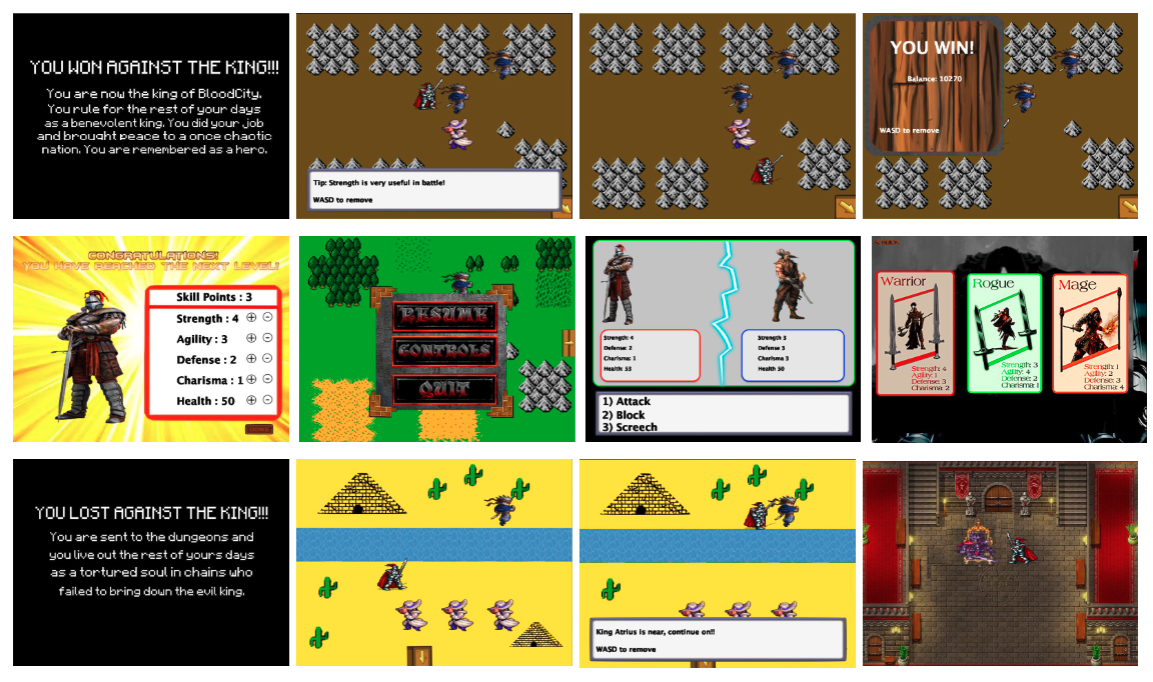 YOU WON AGAINST THE KING!!!
You are now the king of BloodCity.
You rule for the rest of your days
as a benevolent king. You did your job
and brought peace to a once chaotic
nation. You are remembered as a hero.
Tip: Strength is very useful in battle!
WASD to remove
YOU WIN!
Balance: 10270
WASD to remove
CONGRATULATIONS!
YOU HAVE REACHED THE NEXT LEVEL!
Skill Points : 3
Strength : 4
Agility : 3
Defense : 2
Charisma : 1
Health : 50
RESUME
CONTROLS
QUIT
Strength: 4
Defense: 2
Charisma: 1
Health: 53
Strength 3
Defense 3
Charisma 3
Health 50
1) Attack
2) Block
3) Screech
Warrior
Strength: 4
Agility: 1
Defense: 3
Charisma: 2
Rogue
Strength: 3
Agility: 4
Defense: 2
Charisma: 1
Mage
Strength: 1
Agility: 2
Defense: 3
Charisma: 4
YOU LOST AGAINST THE KING!!!
You are sent to the dungeons and
you live out the rest of yours days
as a tortured soul in chains who
failed to bring down the evil king.
King Atrius is near, continue on!!
WASD to remove